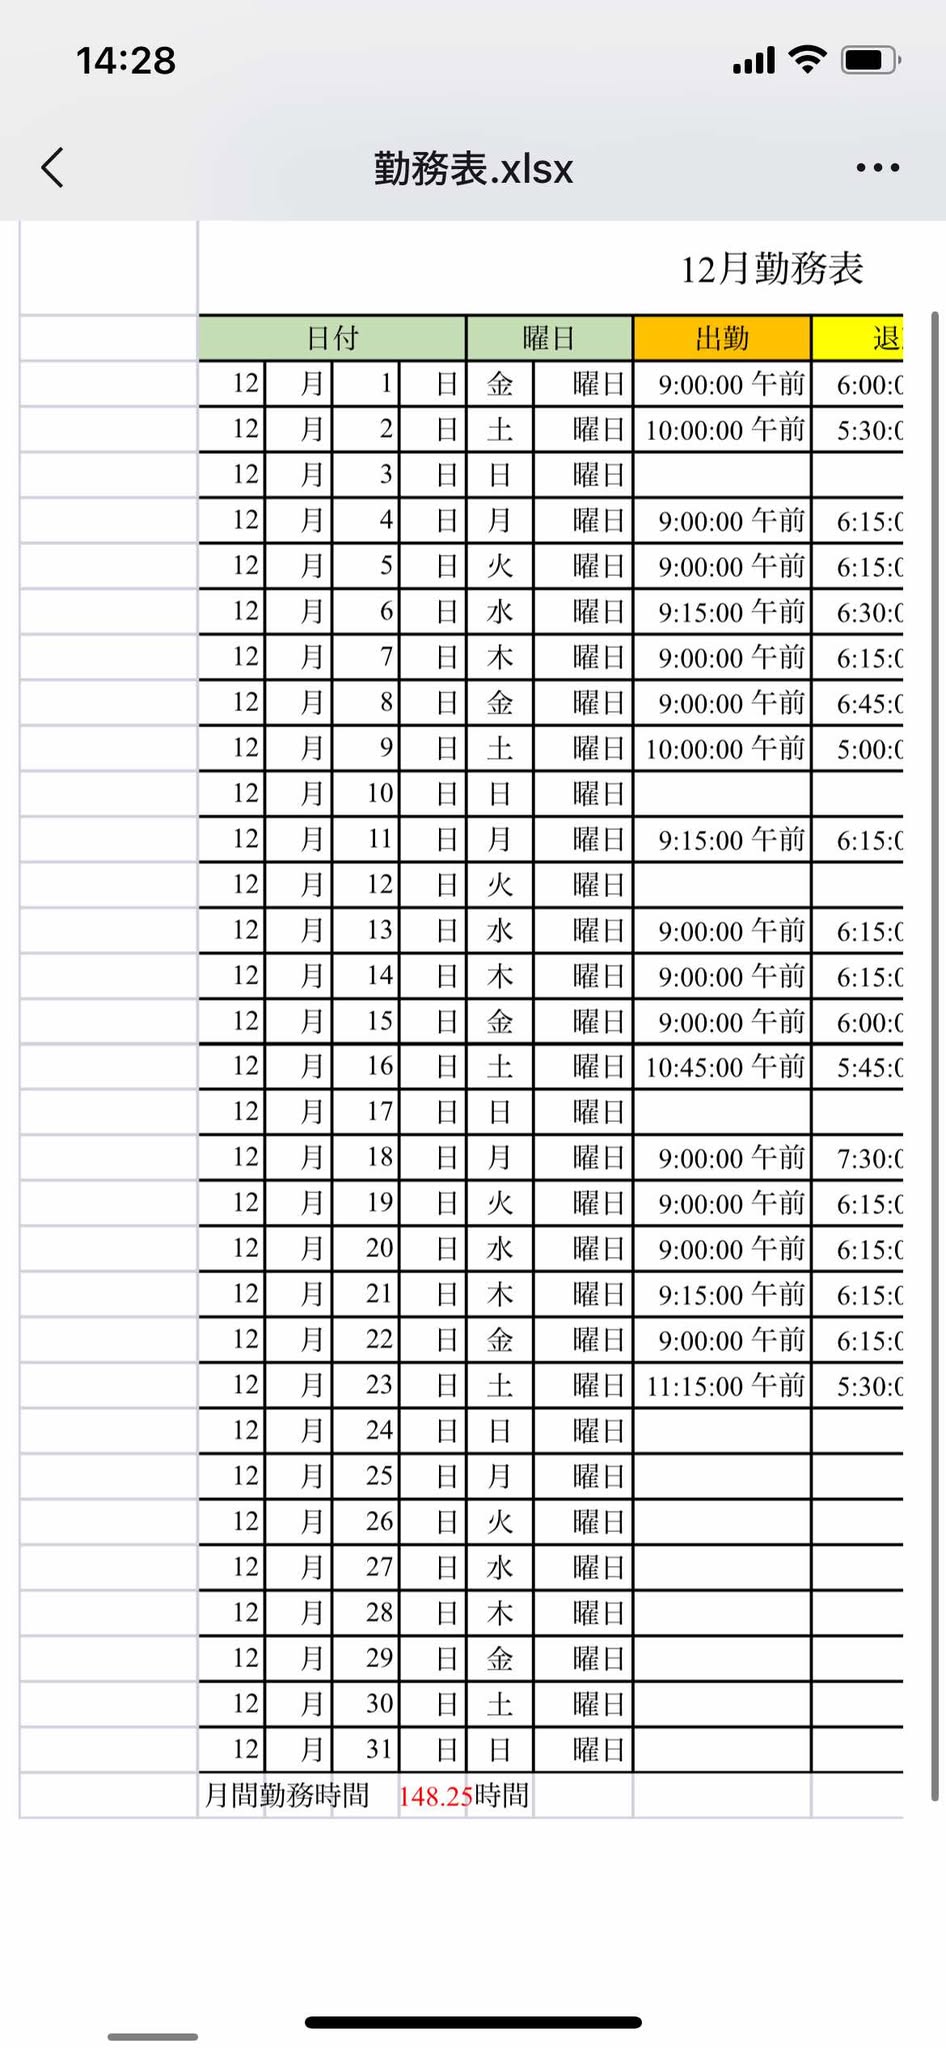 14:28
勤務表.xlsx
12月勤務表
日付 曜日 出勤 退
12 月 1 日 金 曜日 9:00:00 午前 6:00:0
12 月 2 日 土 曜日 10:00:00 午前 5:30:0
12 月 3 日 日 曜日
12 月 4 日 月 曜日 9:00:00 午前 6:15:0
12 月 5 日 火 曜日 9:00:00 午前 6:15:0
12 月 6 日 水 曜日 9:15:00 午前 6:30:0
12 月 7 日 木 曜日 9:00:00 午前 6:15:0
12 月 8 日 金 曜日 9:00:00 午前 6:45:0
12 月 9 日 土 曜日 10:00:00 午前 5:00:0
12 月 10 日 日 曜日
12 月 11 日 月 曜日 9:15:00 午前 6:15:0
12 月 12 日 火 曜日
12 月 13 日 水 曜日 9:00:00 午前 6:15:0
12 月 14 日 木 曜日 9:00:00 午前 6:15:0
12 月 15 日 金 曜日 9:00:00 午前 6:00:0
12 月 16 日 土 曜日 10:45:00 午前 5:45:0
12 月 17 日 日 曜日
12 月 18 日 月 曜日 9:00:00 午前 7:30:0
12 月 19 日 火 曜日 9:00:00 午前 6:15:0
12 月 20 日 水 曜日 9:00:00 午前 6:15:0
12 月 21 日 木 曜日 9:15:00 午前 6:15:0
12 月 22 日 金 曜日 9:00:00 午前 6:15:0
12 月 23 日 土 曜日 11:15:00 午前 5:30:0
12 月 24 日 日 曜日
12 月 25 日 月 曜日
12 月 26 日 火 曜日
12 月 27 日 水 曜日
12 月 28 日 木 曜日
12 月 29 日 金 曜日
12 月 30 日 土 曜日
12 月 31 日 日 曜日
月間勤務時間 148.25時間